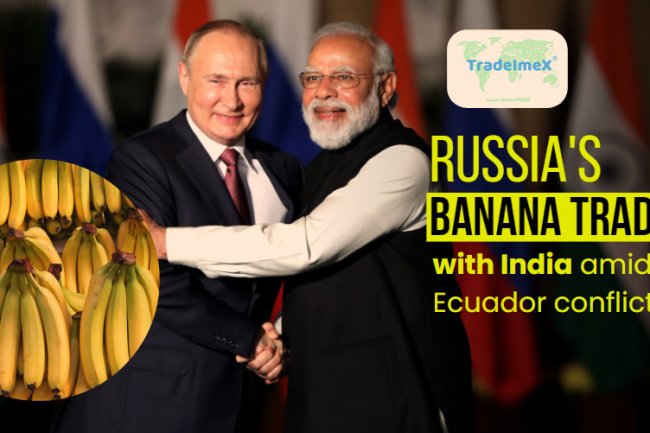 TradeImeX®
RUSSIA'S
BANANA TRAD
with India amid
Ecuador conflict